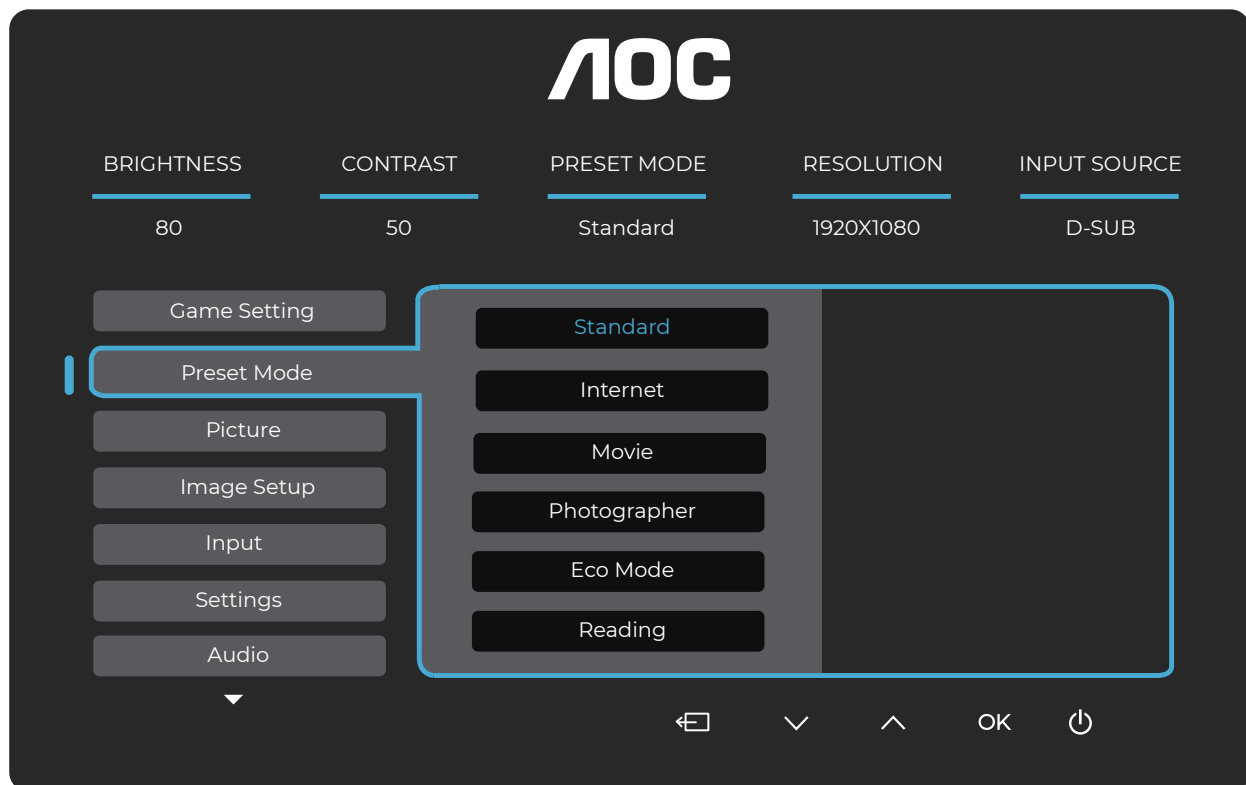 AOC
BRIGHTNESS CONTRAST PRESET MODE RESOLUTION INPUT SOURCE
80 50 Standard 1920X1080 D-SUB
Game Setting
Preset Mode
Picture
Image Setup
Input
Settings
Audio
Standard
Internet
Movie
Photographer
Eco Mode
Reading
OK